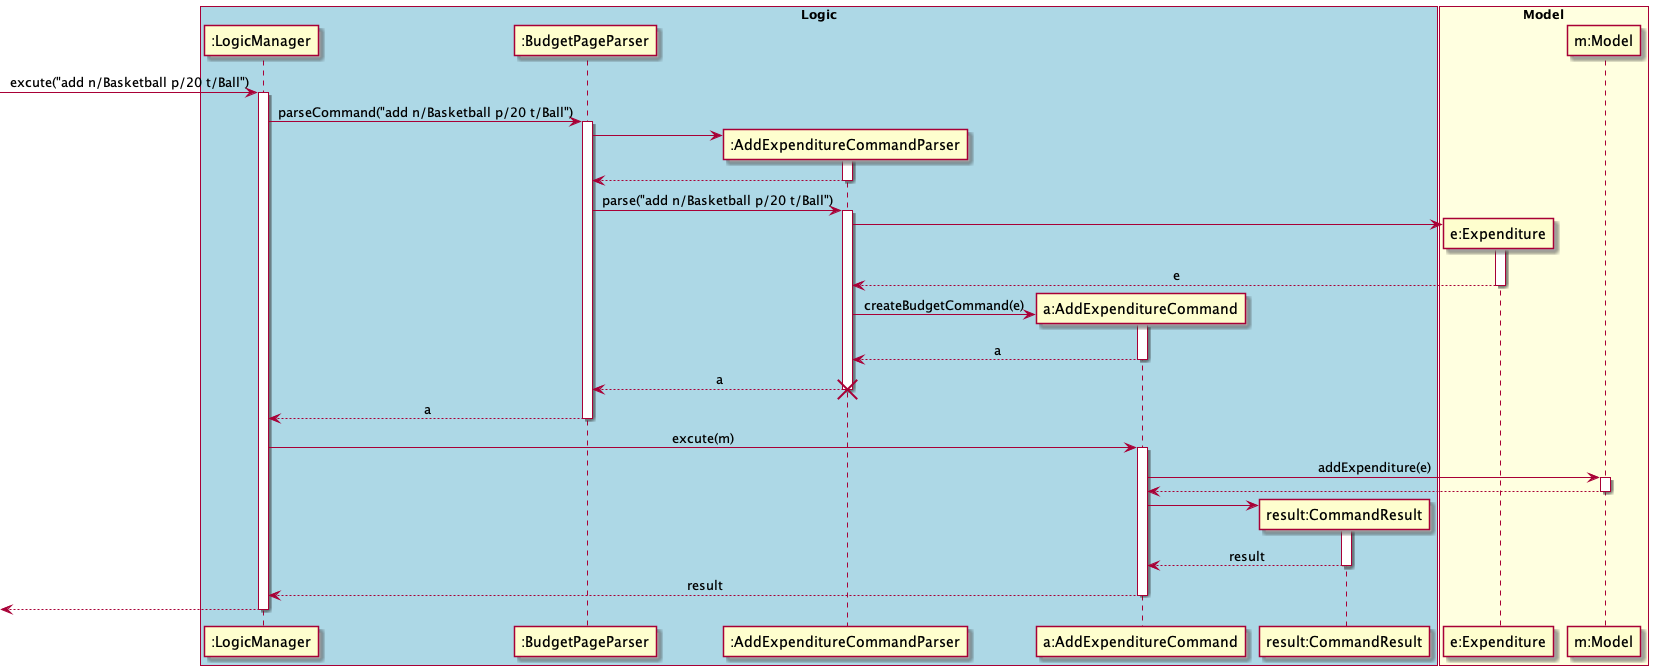 Logic
Model
:LogicManager
:BudgetPageParser
m:Model
excute("add n/Basketball p/20 t/Ball")
parseCommand("add n/Basketball p/20 t/Ball")
:AddExpenditureCommandParser
parse("add n/Basketball p/20 t/Ball")
e:Expenditure
e
createBudgetCommand(e)
a:AddExpenditureCommand
a
a
a
excute(m)
addExpenditure(e)
result:CommandResult
result
result
:LogicManager
:BudgetPageParser
:AddExpenditureCommandParser
a:AddExpenditureCommand
result:CommandResult
e:Expenditure
m:Model